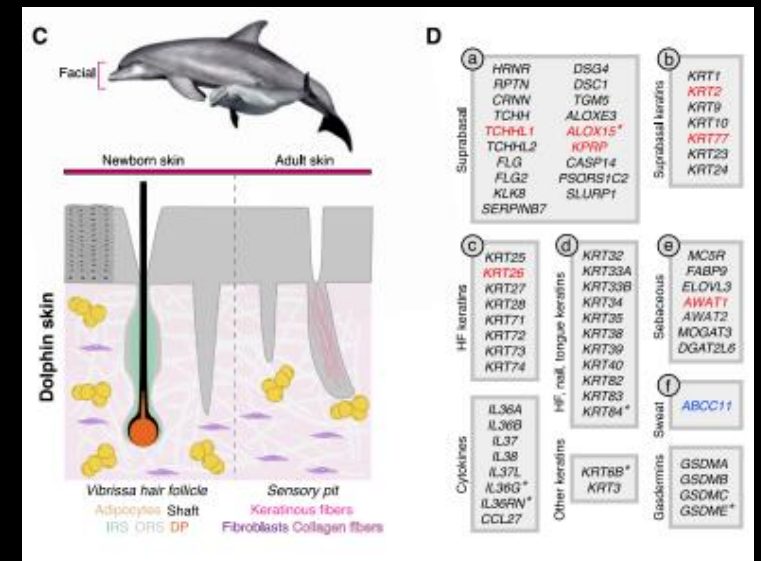 C
Facial
Newborn skin
Adult skin
Dolphin skin
Vibrissa hair follicle
Sensory pit
Adipocytes Shaft
Keratinous fibers
IRS ORS DP
Fibroblasts Collagen fibers
D
a
Suprabasal
HRNR
RPTN
CRNN
TCHH
TCHHL1
TCHHL2
FLG
FLG2
KLK8
SERPINB7
DSG4
DSC1
TGM5
ALOXE3
ALOX15*
KPRP
CASP14
PSORS1C2
SLURP1
b
Suprabasal keratins
KRT1
KRT2
KRT9
KRT10
KRT77
KRT23
KRT24
c
HF keratins
KRT25
KRT26
KRT27
KRT28
KRT71
KRT72
KRT73
KRT74
d
HF, nail, tongue keratins
KRT32
KRT33A
KRT33B
KRT34
KRT35
KRT38
KRT39
KRT40
KRT82
KRT83
KRT84*
e
Sebaceous
MC5R
FABP9
ELOVL3
AWAT1
AWAT2
MOGAT3
DGAT2L6
f
Sweat
ABCC11
Cytokines
IL36A
IL36B
IL37
IL38
IL37L
IL36G*
IL36RN*
CCL27
Other keratins
KRT6B*
KRT3
Gasdermins
GSDMA
GSDMB
GSDMC
GSDME*